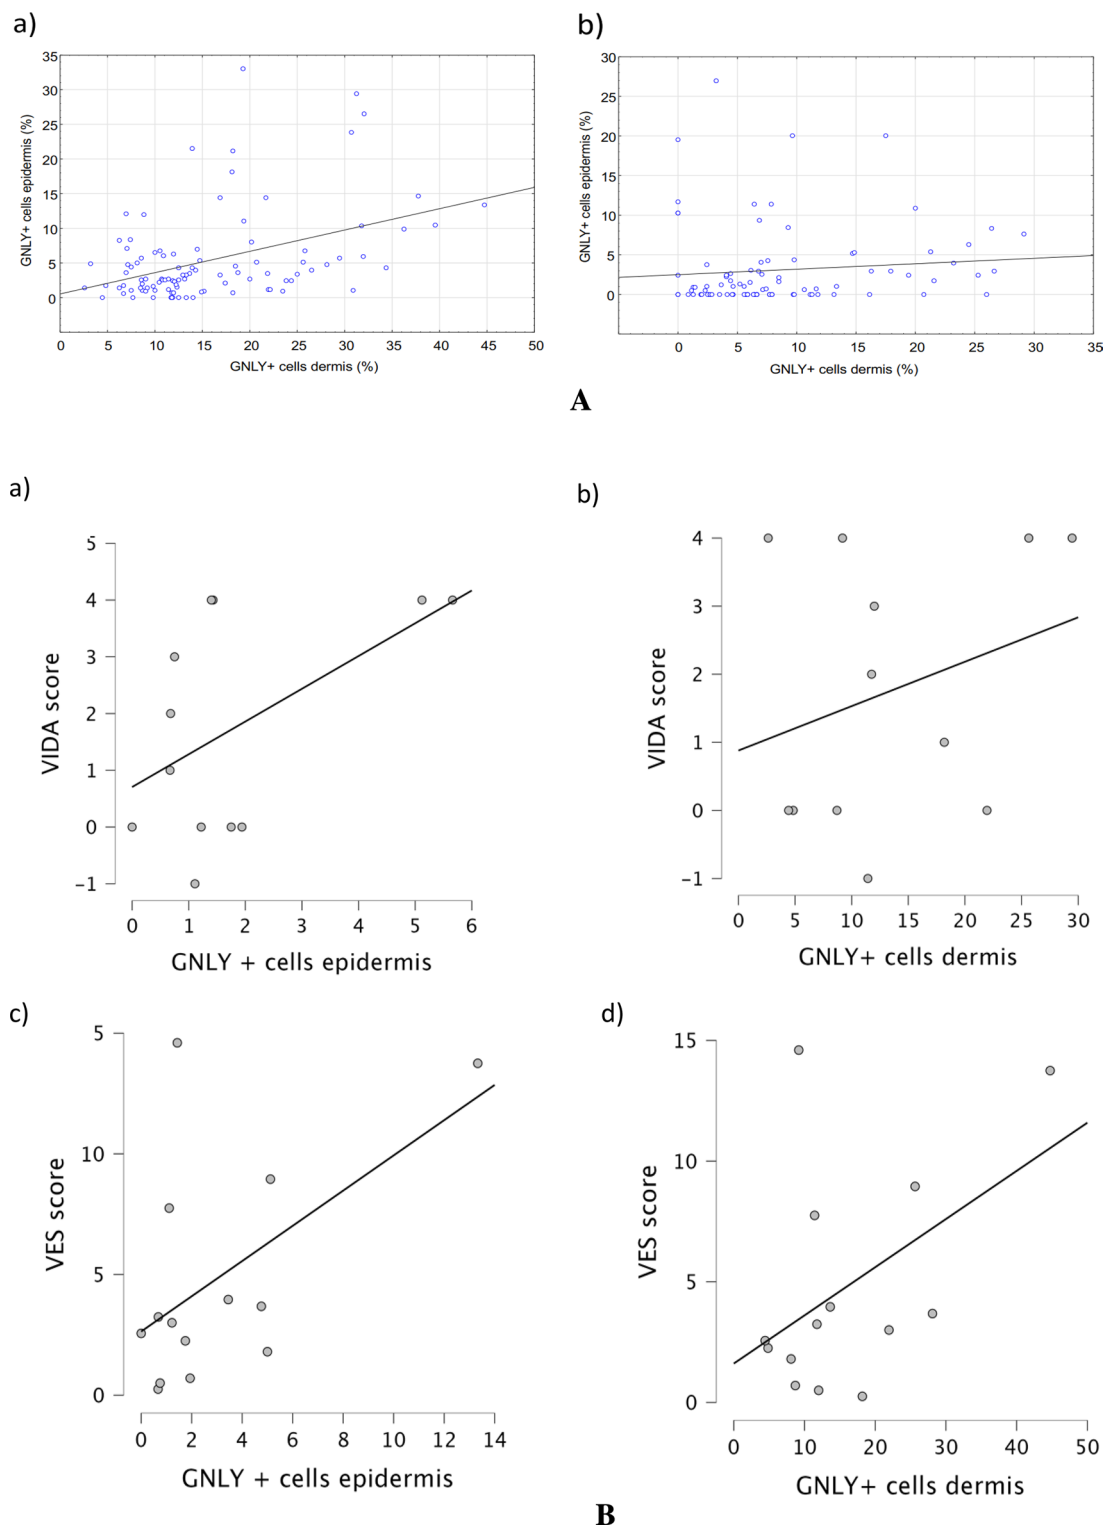 a)
35
30
25
20
15
10
5
0
GNLY+ cells epidermis (%)
0 5 10 15 20 25 30 35 40 45 50
GNLY+ cells dermis (%)
b)
30
25
20
15
10
5
0
GNLY+ cells epidermis (%)
0 5 10 15 20 25 30 35
GNLY+ cells dermis (%)
A
a)
5
4
3
2
1
0
−1
VIDA score
0 1 2 3 4 5 6
GNLY + cells epidermis
b)
4
3
2
1
0
−1
VIDA score
0 5 10 15 20 25 30
GNLY+ cells dermis
c)
5
10
5
0
VES score
0 2 4 6 8 10 12 14
GNLY + cells epidermis
d)
15
10
5
0
VES score
0 10 20 30 40 50
GNLY+ cells dermis
B